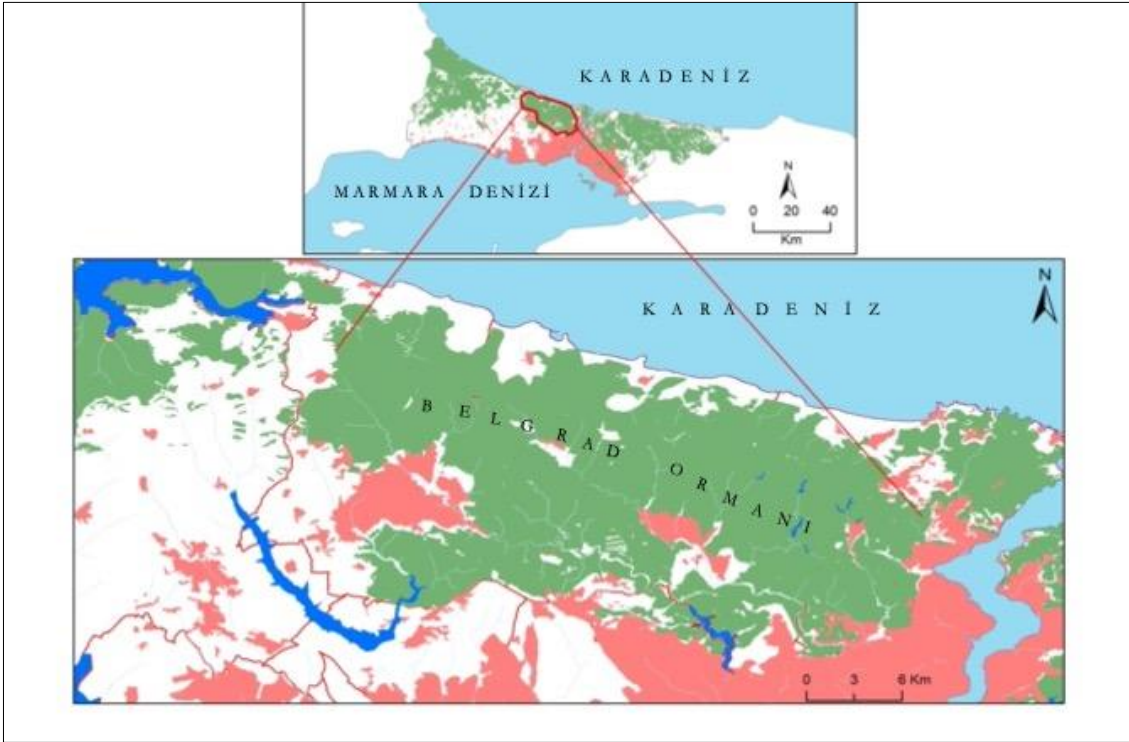 KARADENİZ
N
MARMARA DENİZİ
0 20 40
Km
N
KARADENİZ
BELGRAD ORMANI
0 3 6 Km